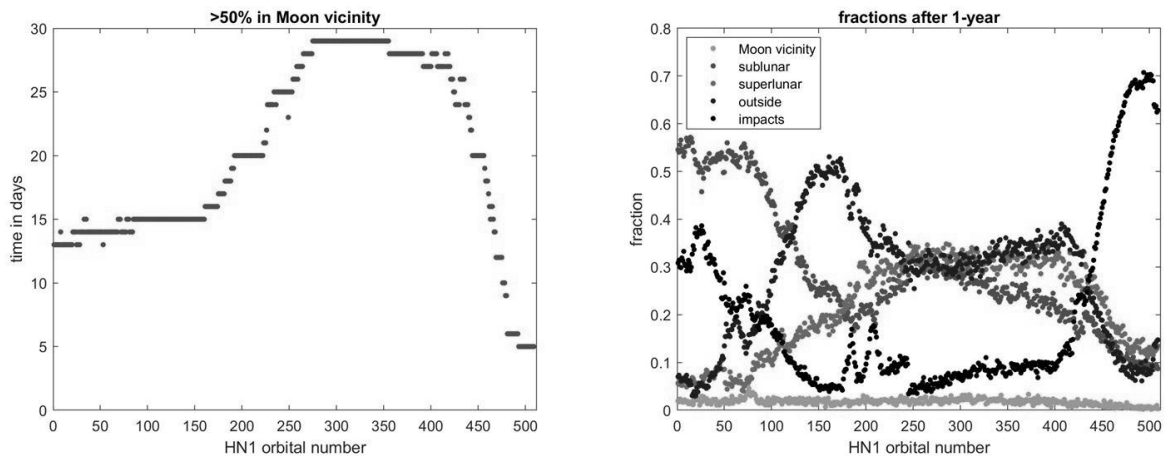 >50% in Moon vicinity
time in days
30
25
20
15
10
5
0
0 50 100 150 200 250 300 350 400 450 500
HN1 orbital number
fractions after 1-year
fraction
0.8
0.7
0.6
0.5
0.4
0.3
0.2
0.1
0
Moon vicinity
sublunar
superlunar
outside
impacts
0 50 100 150 200 250 300 350 400 450 500
HN1 orbital number